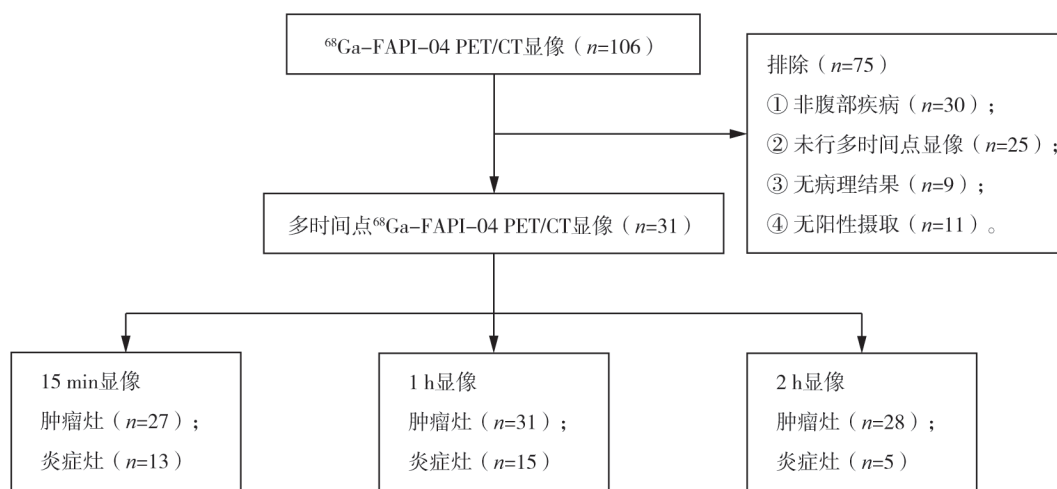 ⁶⁸Ga-FAPI-04 PET/CT显像（n=106）
排除（n=75）
① 非腹部疾病（n=30）；
② 未行多时间点显像（n=25）；
③ 无病理结果（n=9）；
④ 无阳性摄取（n=11）。
多时间点⁶⁸Ga-FAPI-04 PET/CT显像（n=31）
15 min显像
肿瘤灶（n=27）；
炎症灶（n=13）
1 h显像
肿瘤灶（n=31）；
炎症灶（n=15）
2 h显像
肿瘤灶（n=28）；
炎症灶（n=5）